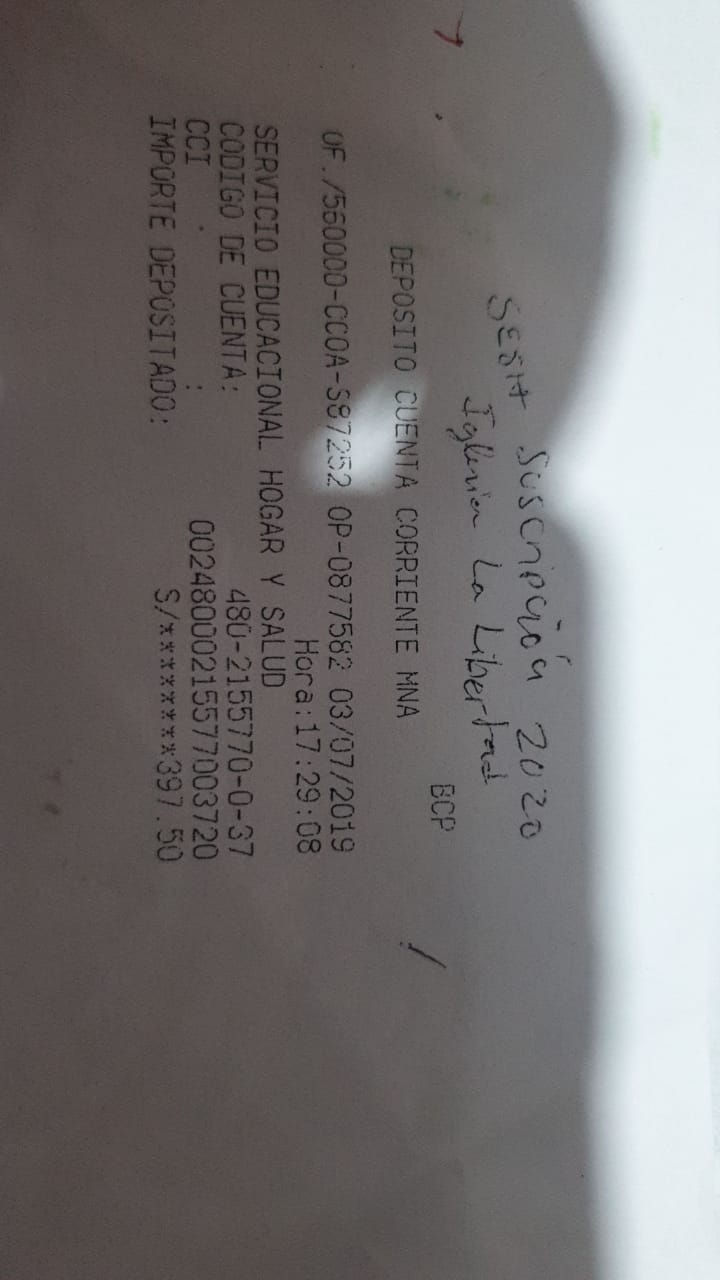 SEHS Suscripción 2020
Iglesia La Libertad
BCP
DEPOSITO CUENTA CORRIENTE MNA
OF./560000-CCOA-S87252 OP-0877582 03/07/2019
Hora:17:29:08
SERVICIO EDUCACIONAL HOGAR Y SALUD
CODIGO DE CUENTA: 480-2155770-0-37
CCI : 00248000215577003720
IMPORTE DEPOSITADO: S/*********397.50